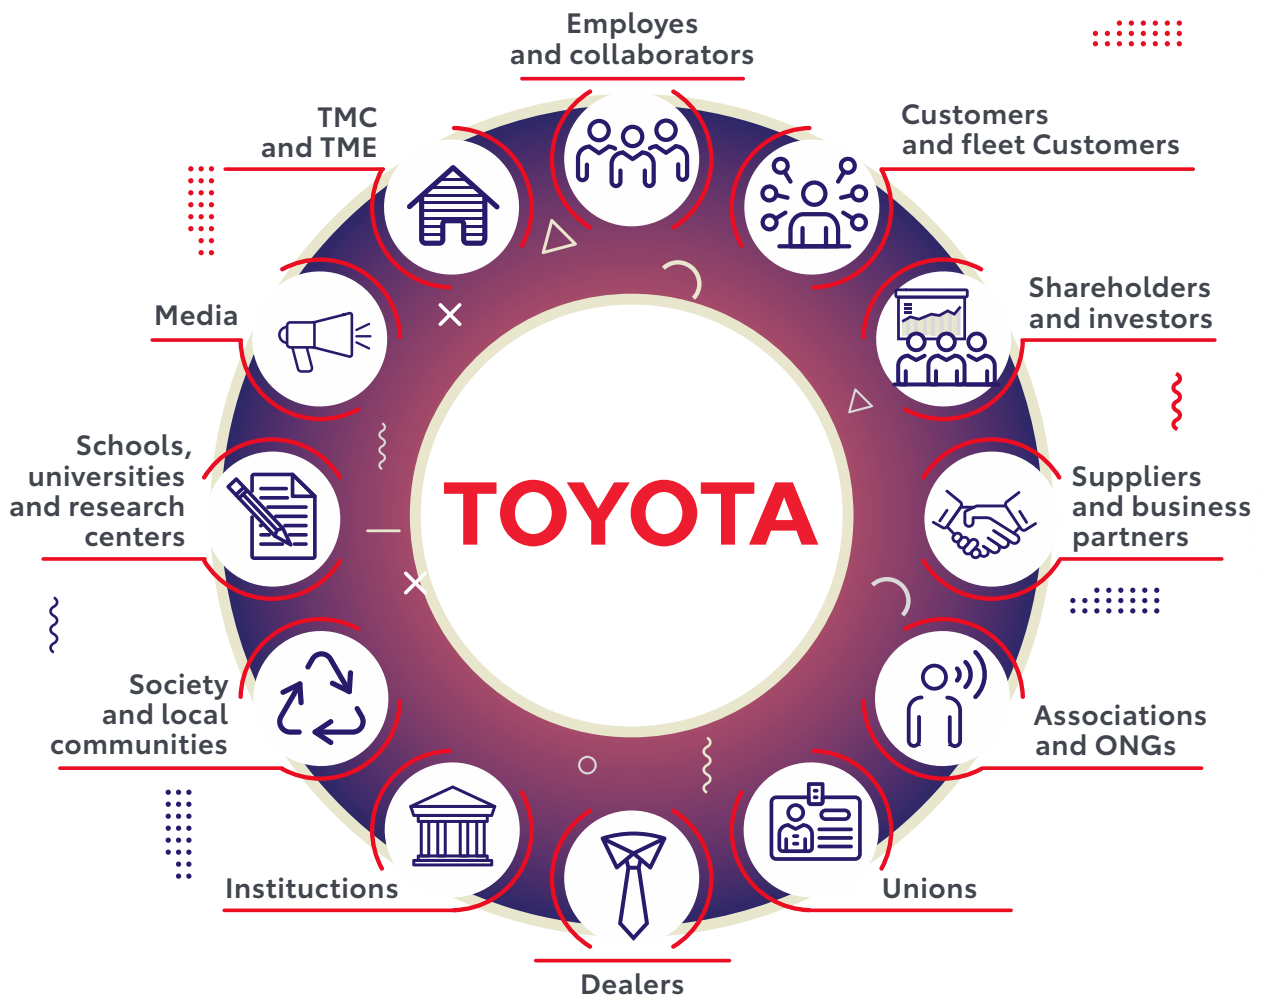 Employes
and collaborators
TMC
and TME
Customers
and fleet Customers
Media
Shareholders
and investors
Schools,
universities
and research
centers
TOYOTA
Suppliers
and business
partners
Society
and local
communities
Associations
and ONGs
Instituctions
Unions
Dealers